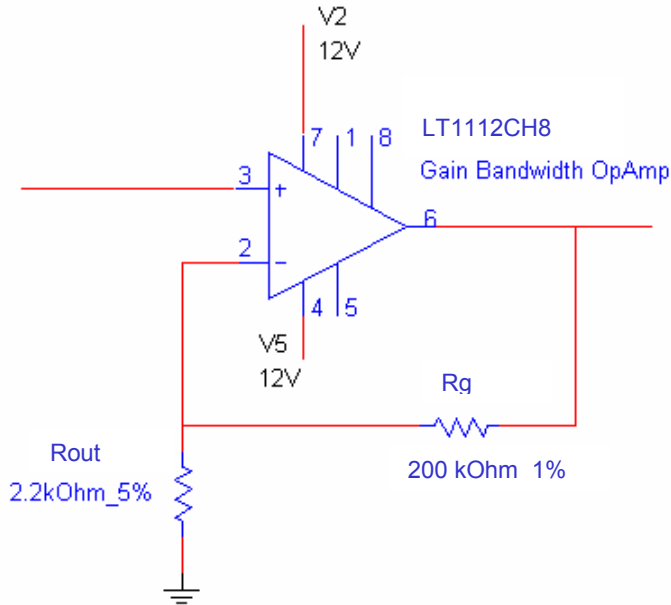 V2
12V
LT1112CH8
7 1 8
Gain Bandwidth OpAmp
3
+
6
2
−
4 5
V5
12V
Rg
Rout
200 kOhm 1%
2.2kOhm_5%